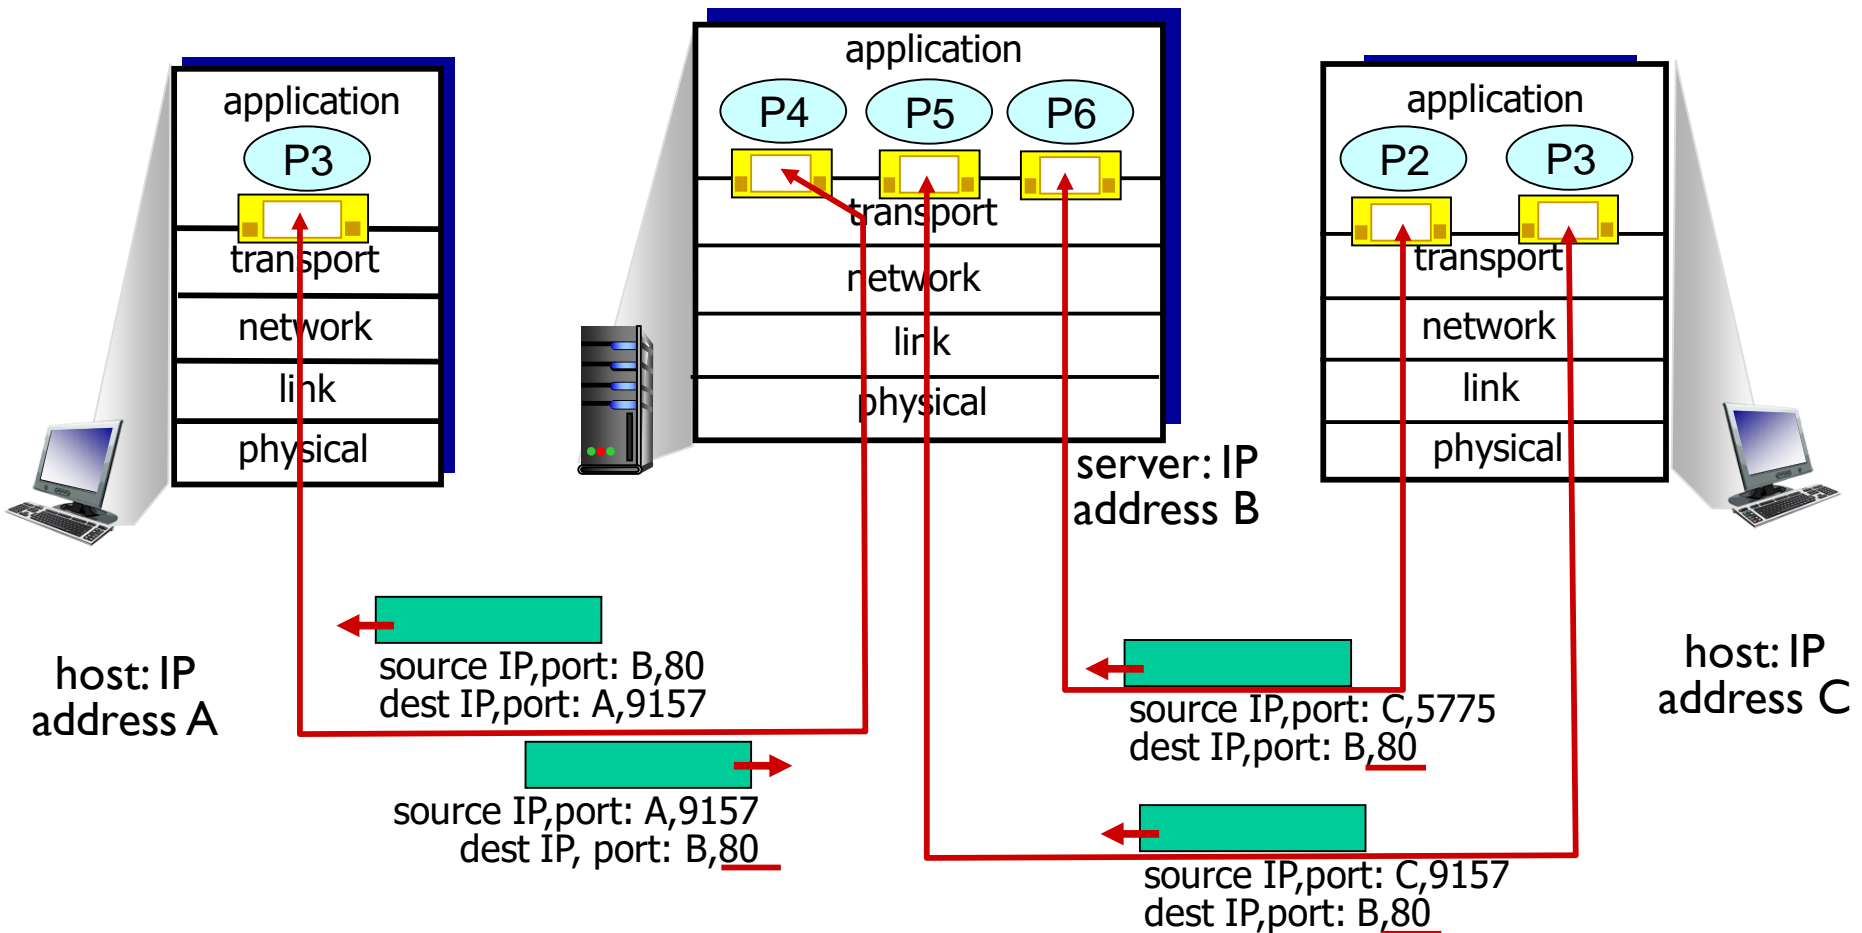 application
P3
transport
network
link
physical
host: IP
address A
application
P4
P5
P6
transport
network
link
physical
server: IP
address B
application
P2
P3
transport
network
link
physical
host: IP
address C
source IP,port: B,80
dest IP,port: A,9157
source IP,port: A,9157
dest IP, port: B,80
source IP,port: C,5775
dest IP,port: B,80
source IP,port: C,9157
dest IP,port: B,80